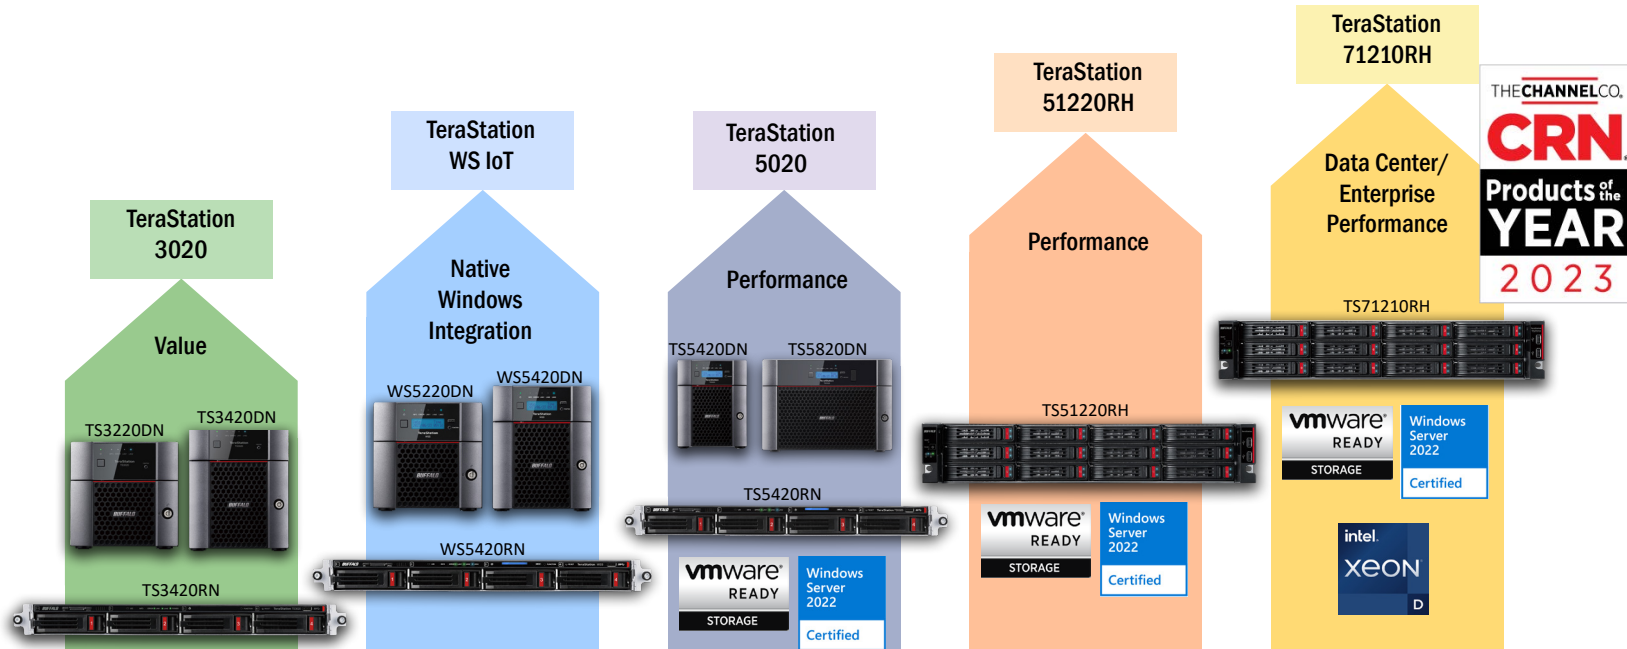 TeraStation
3020
Value
TS3220DN
TS3420DN
TS3420RN
TeraStation
WS IoT
Native
Windows
Integration
WS5220DN
WS5420DN
WS5420RN
TeraStation
5020
Performance
TS5420DN
TS5820DN
TS5420RN
vmware®
READY
STORAGE
Windows
Server
2022
Certified
TeraStation
51220RH
Performance
TS51220RH
vmware®
READY
STORAGE
Windows
Server
2022
Certified
TeraStation
71210RH
Data Center/
Enterprise
Performance
TS71210RH
vmware®
READY
STORAGE
Windows
Server
2022
Certified
intel.
xeon
D
THE CHANNELCO.
CRN®
Products of the
YEAR
2023